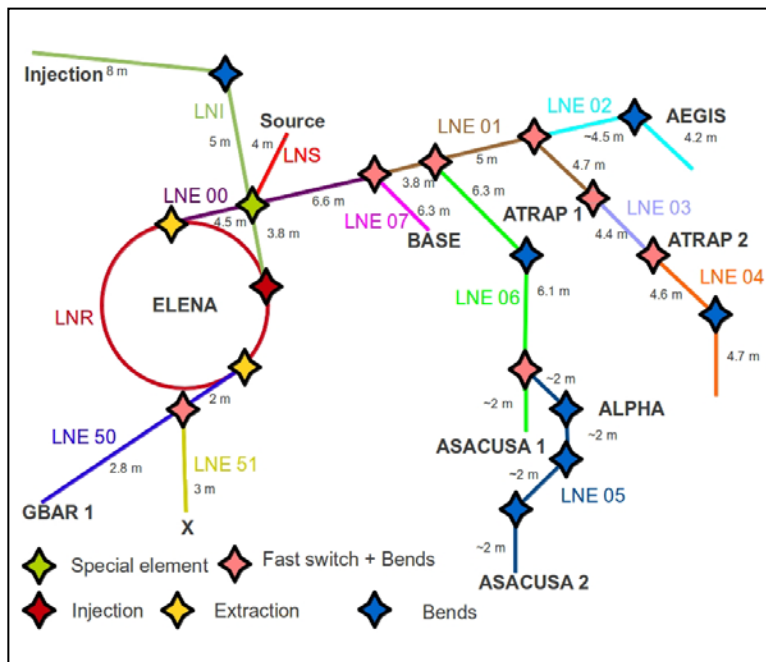 Injection
8 m
LNI
5 m
Source
4 m
LNS
LNE 00
4.5 m
6.6 m
3.8 m
LNE 07
6.3 m
BASE
3.8 m
LNE 01
5 m
6.3 m
LNE 02
~4.5 m
AEGIS
4.2 m
4.7 m
ATRAP 1
LNE 03
4.4 m
ATRAP 2
LNE 04
4.6 m
4.7 m
LNE 06
6.1 m
~2 m
~2 m
ALPHA
~2 m
ASACUSA 1
~2 m
LNE 05
~2 m
ASACUSA 2
LNR
ELENA
2 m
LNE 50
2.8 m
LNE 51
3 m
GBAR 1
X
Special element
Fast switch + Bends
Injection
Extraction
Bends